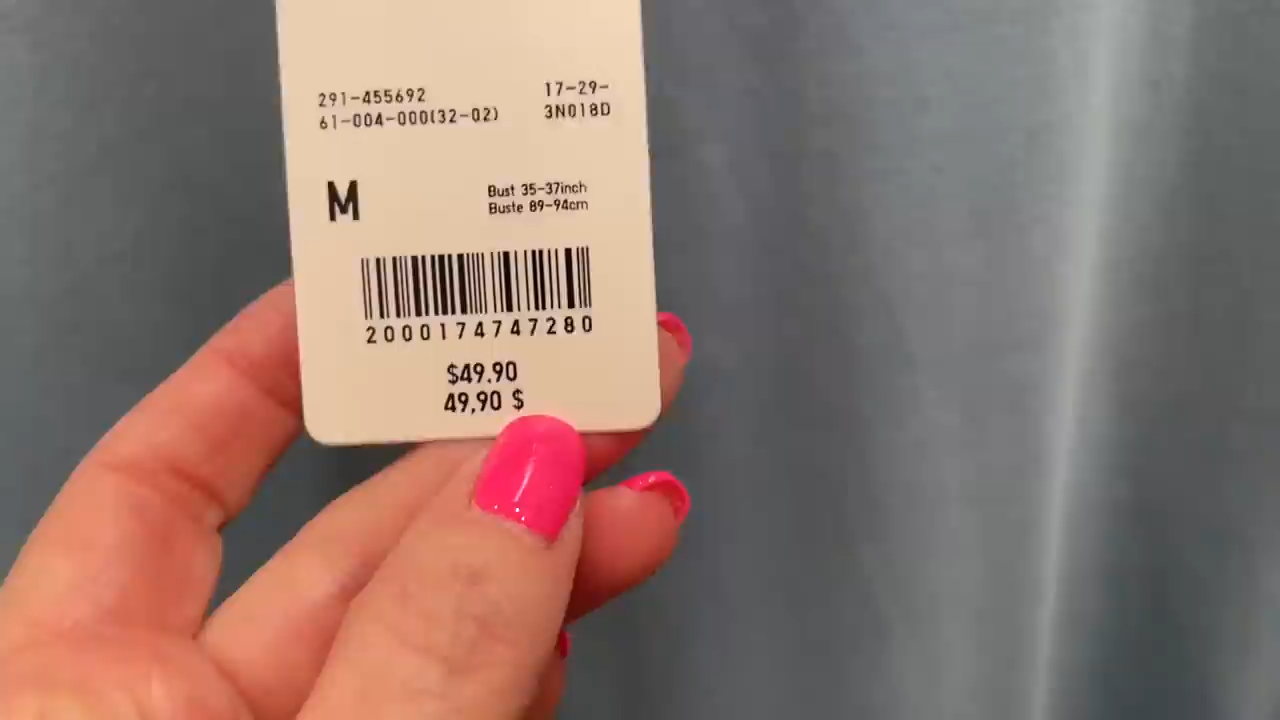 291-455692 17-29-
61-004-000(32-02) 3N018D
M
Bust 35-37inch
Buste 89-94cm
2000174747280
$49.90
49,90 $